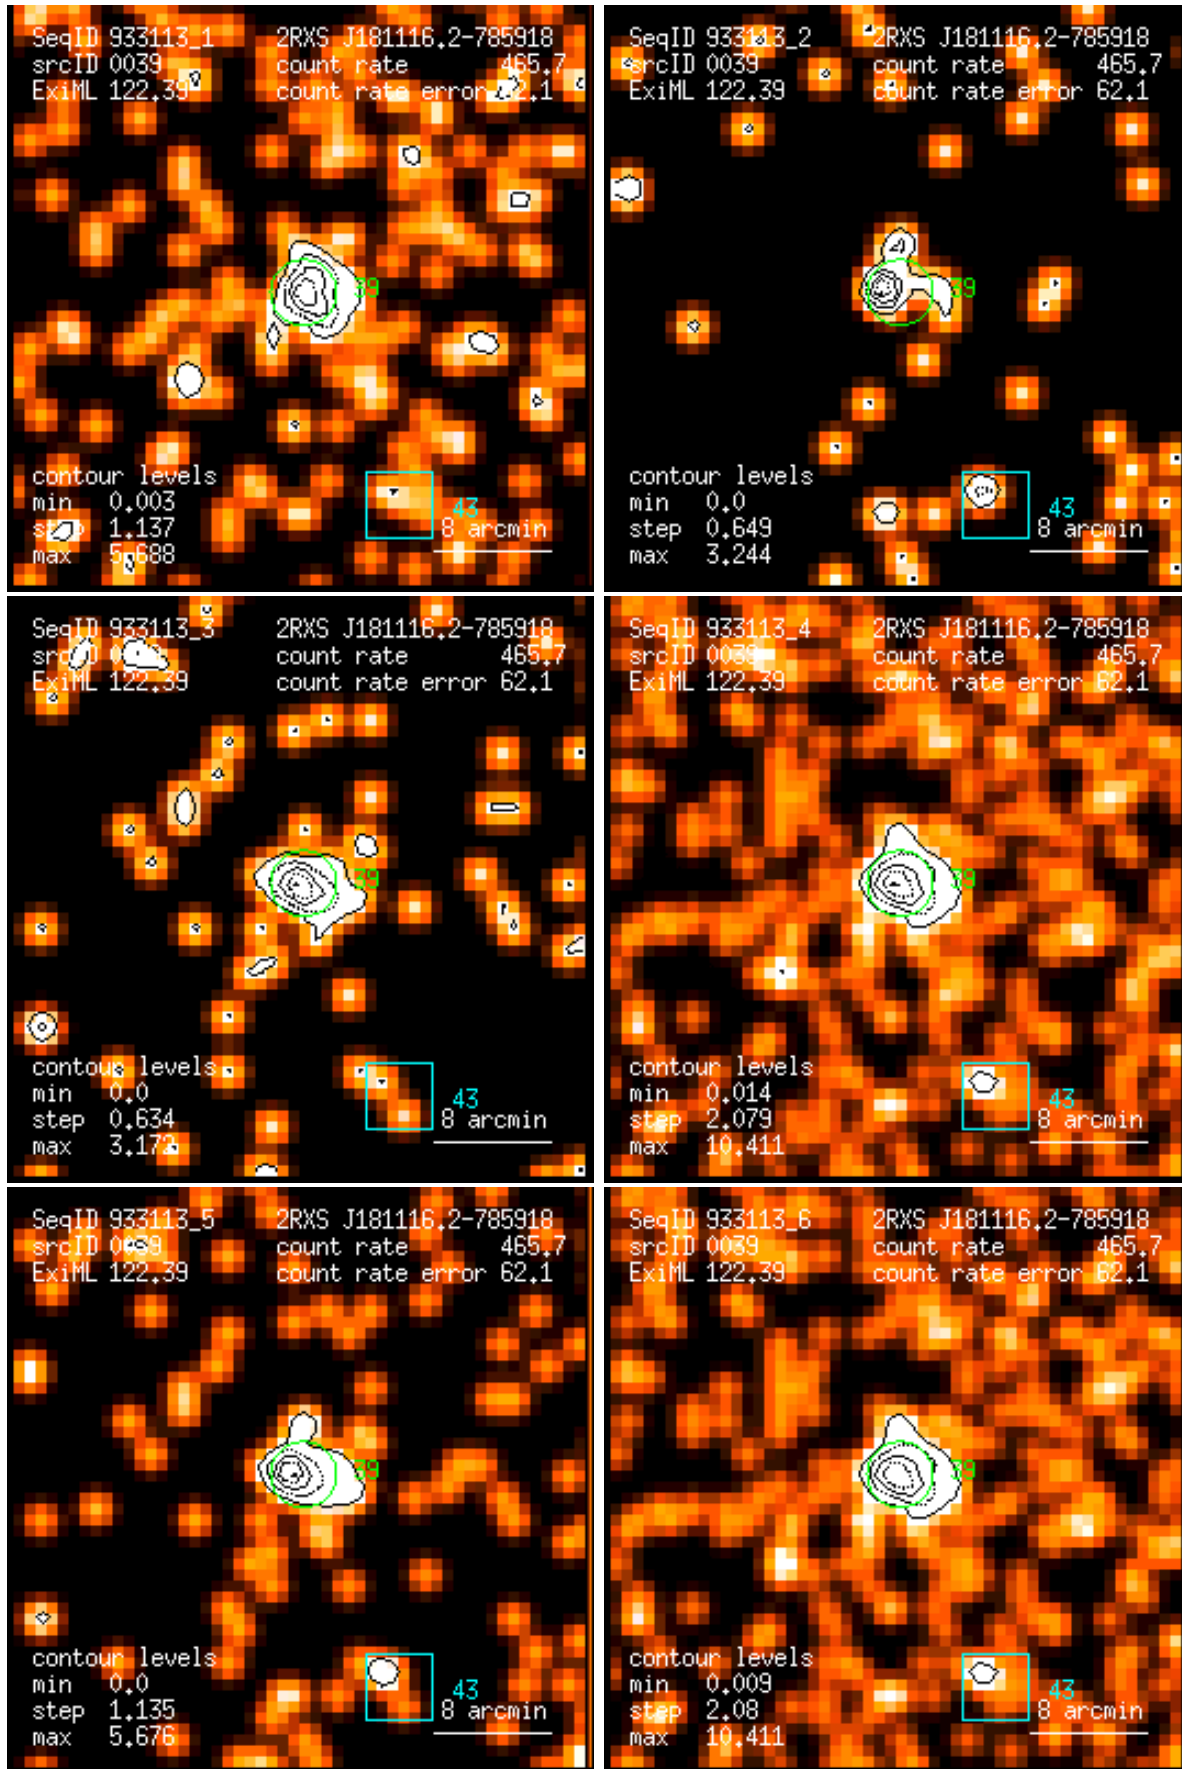 SeqID 933113_1 2RXS J181116.2-785918
srcID 0039 count rate 465.7
ExiML 122.39 count rate error 62.1
39
contour levels
min 0.003
step 1.137
max 5.688
43
8 arcmin
SeqID 933113_2 2RXS J181116.2-785918
srcID 0039 count rate 465.7
ExiML 122.39 count rate error 62.1
39
contour levels
min 0.0
step 0.649
max 3.244
43
8 arcmin
SeqID 933113_3 2RXS J181116.2-785918
srcID 0039 count rate 465.7
ExiML 122.39 count rate error 62.1
39
contour levels
min 0.0
step 0.634
max 3.172
43
8 arcmin
SeqID 933113_4 2RXS J181116.2-785918
srcID 0039 count rate 465.7
ExiML 122.39 count rate error 62.1
39
contour levels
min 0.014
step 2.079
max 10.411
43
8 arcmin
SeqID 933113_5 2RXS J181116.2-785918
srcID 0039 count rate 465.7
ExiML 122.39 count rate error 62.1
39
contour levels
min 0.0
step 1.135
max 5.676
43
8 arcmin
SeqID 933113_6 2RXS J181116.2-785918
srcID 0039 count rate 465.7
ExiML 122.39 count rate error 62.1
39
contour levels
min 0.009
step 2.08
max 10.411
43
8 arcmin